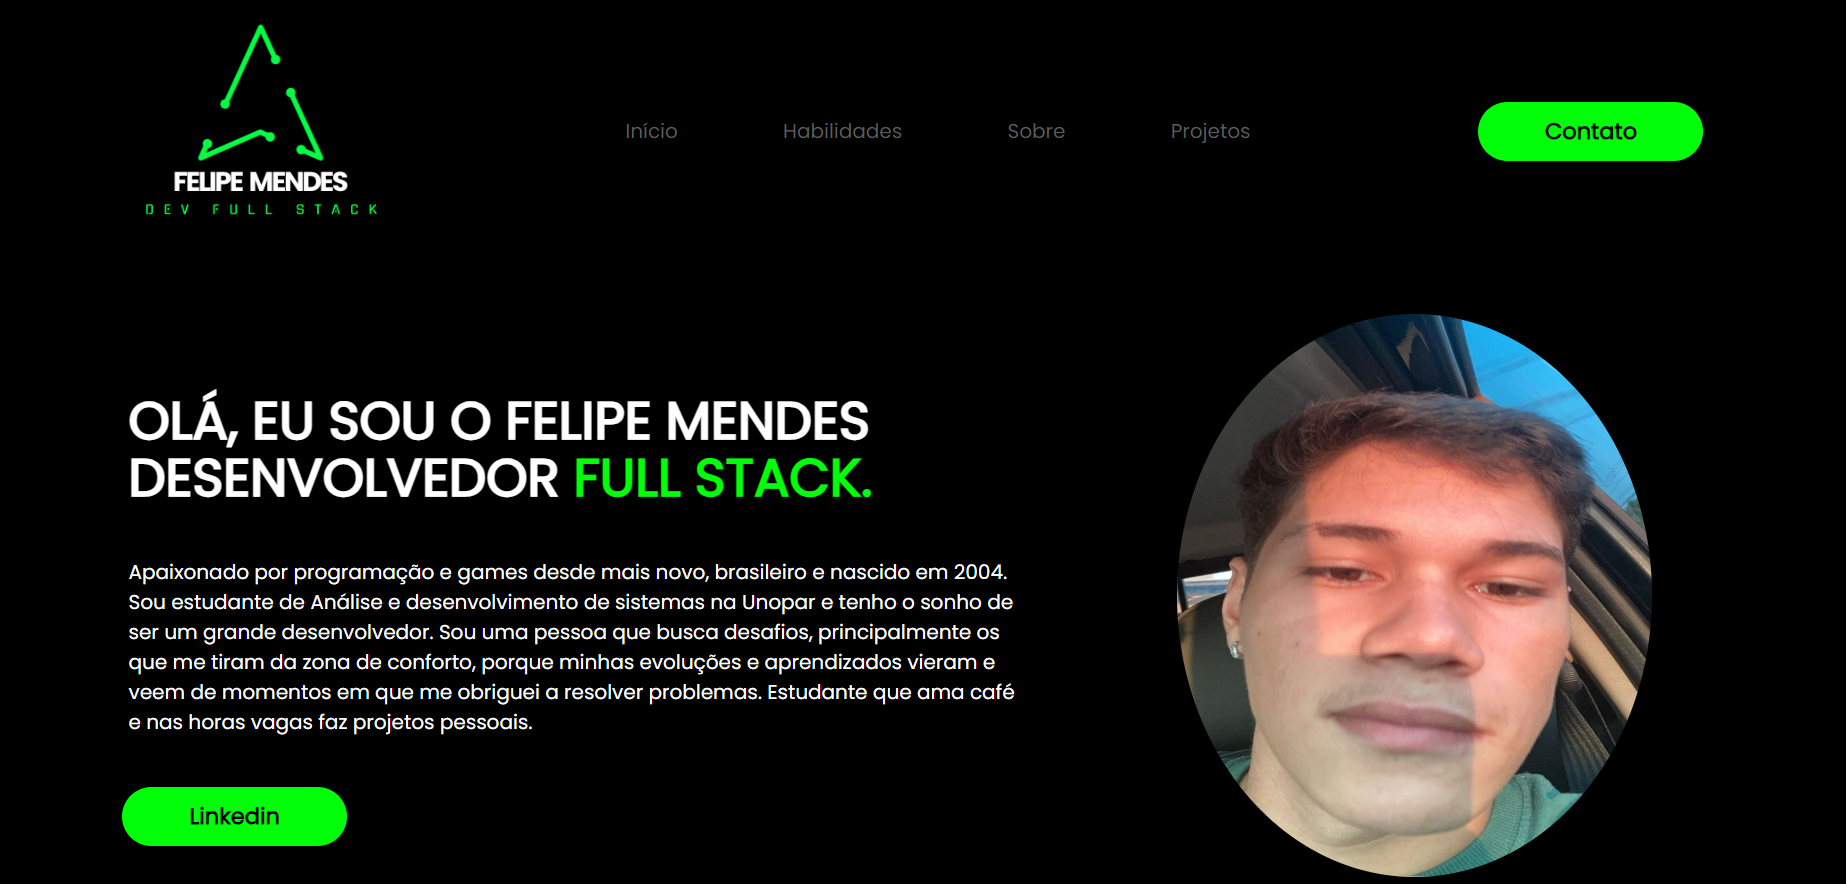 FELIPE MENDES
DEV FULL STACK
Início
Habilidades
Sobre
Projetos
Contato
OLÁ, EU SOU O FELIPE MENDES
DESENVOLVEDOR FULL STACK.
Apaixonado por programação e games desde mais novo, brasileiro e nascido em 2004.
Sou estudante de Análise e desenvolvimento de sistemas na Unopar e tenho o sonho de
ser um grande desenvolvedor. Sou uma pessoa que busca desafios, principalmente os
que me tiram da zona de conforto, porque minhas evoluções e aprendizados vieram e
veem de momentos em que me obriguei a resolver problemas. Estudante que ama café
e nas horas vagas faz projetos pessoais.
Linkedin